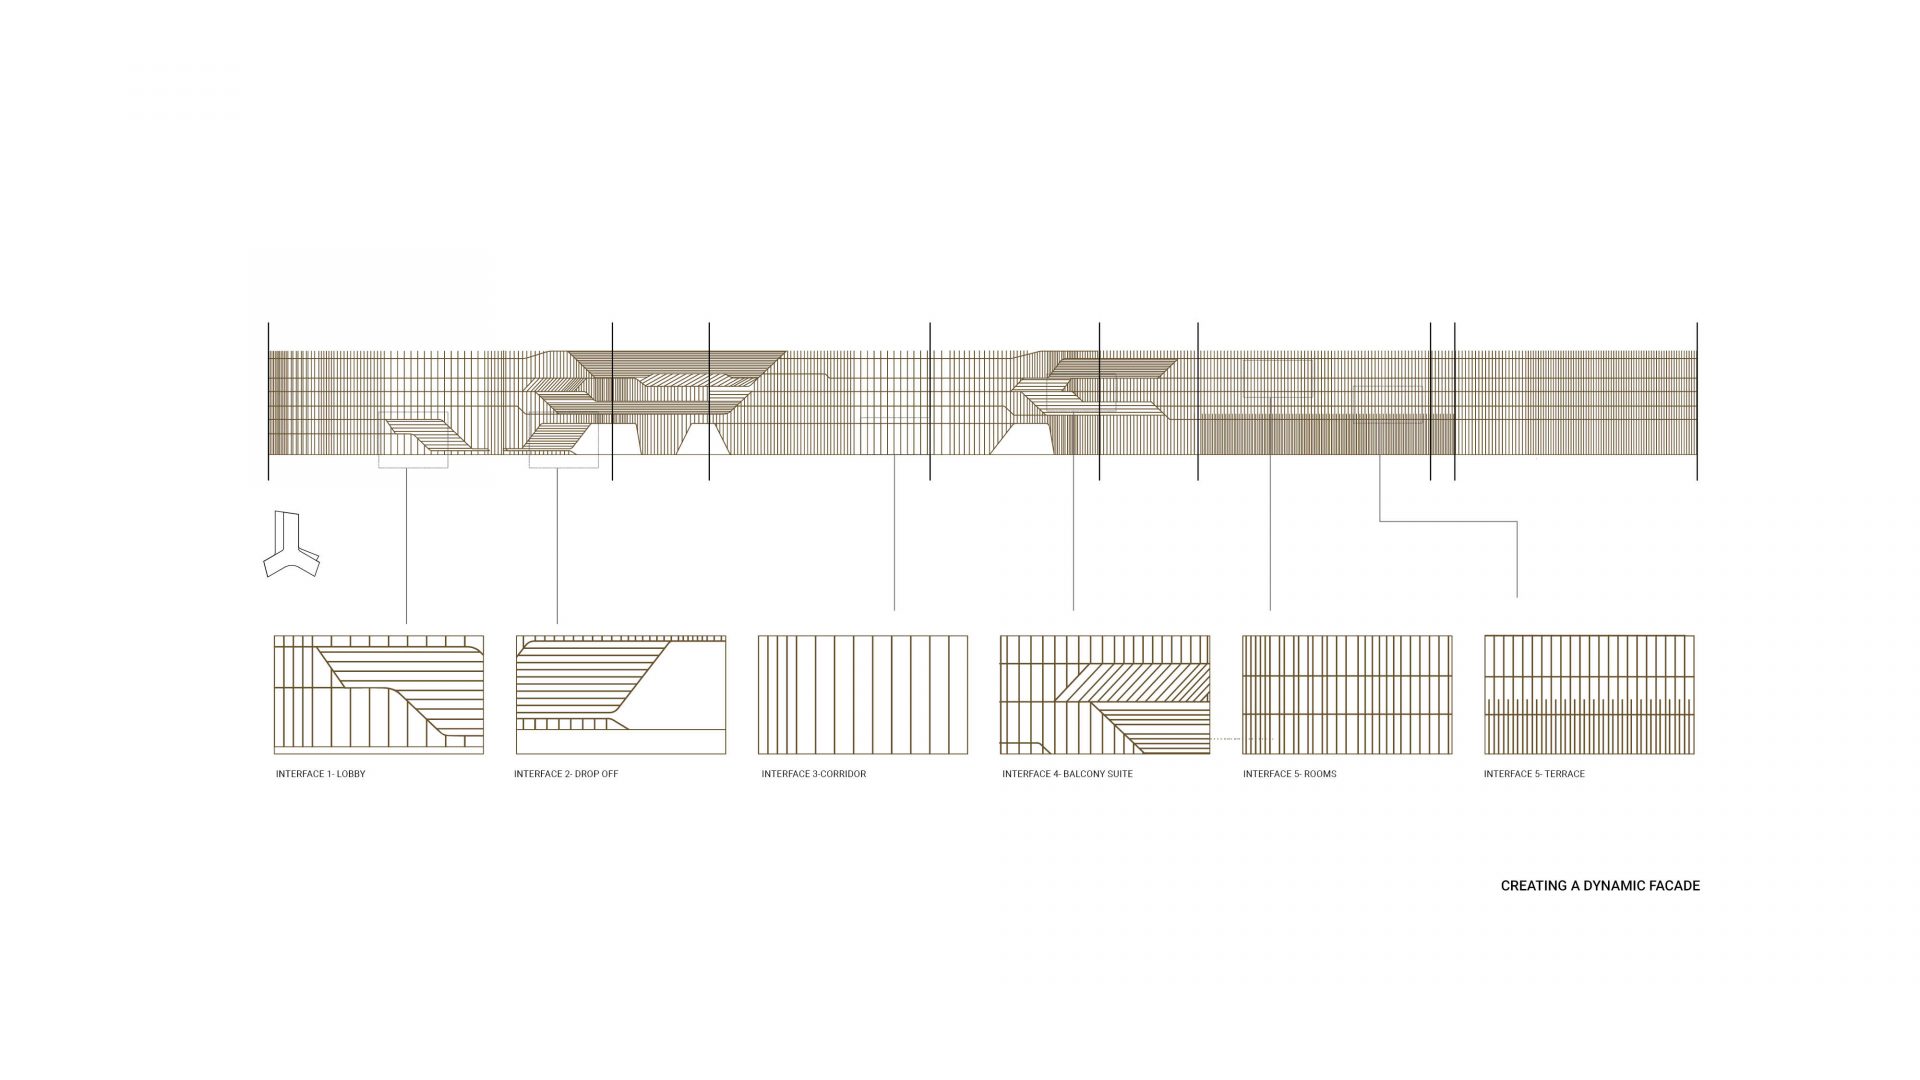 INTERFACE 1- LOBBY
INTERFACE 2- DROP OFF
INTERFACE 3-CORRIDOR
INTERFACE 4- BALCONY SUITE
INTERFACE 5- ROOMS
INTERFACE 5- TERRACE
CREATING A DYNAMIC FACADE